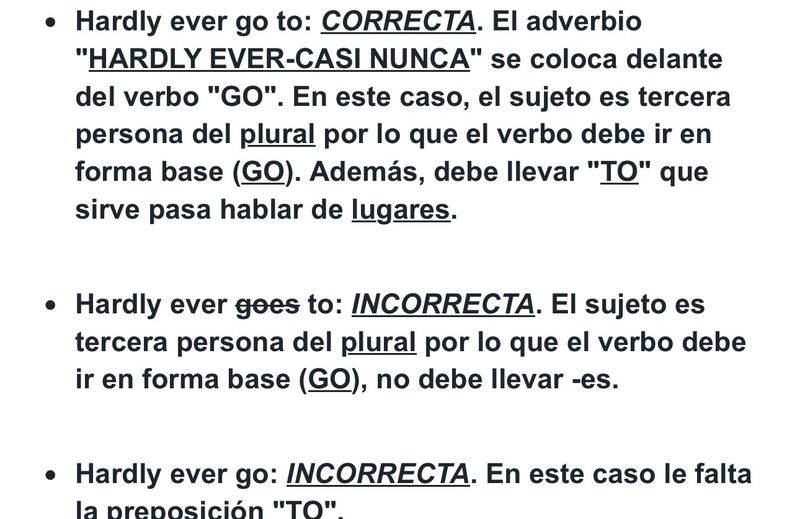 • Hardly ever go to: CORRECTA. El adverbio
"HARDLY EVER-CASI NUNCA" se coloca delante
del verbo "GO". En este caso, el sujeto es tercera
persona del plural por lo que el verbo debe ir en
forma base (GO). Además, debe llevar "TO" que
sirve pasa hablar de lugares.
• Hardly ever goes to: INCORRECTA. El sujeto es
tercera persona del plural por lo que el verbo debe
ir en forma base (GO), no debe llevar -es.
• Hardly ever go: INCORRECTA. En este caso le falta
la preposición "TO".